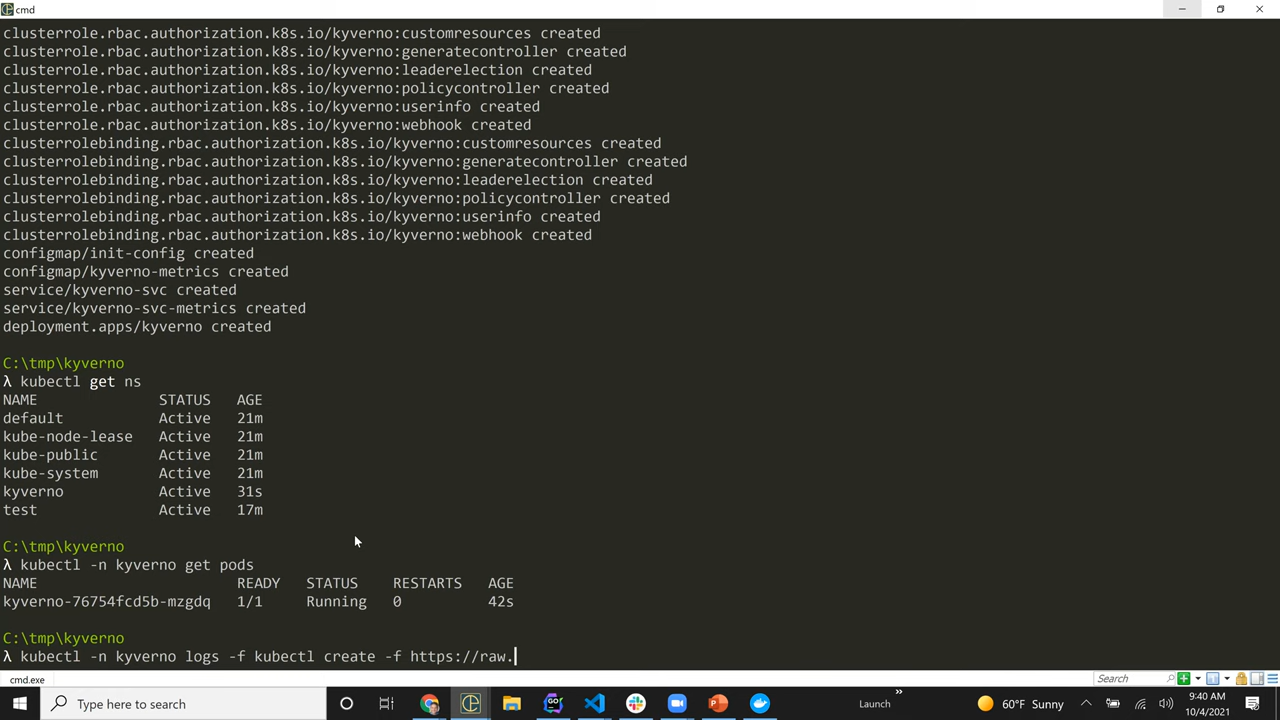 cmd
clusterrole.rbac.authorization.k8s.io/kyverno:customresources created
clusterrole.rbac.authorization.k8s.io/kyverno:generatecontroller created
clusterrole.rbac.authorization.k8s.io/kyverno:leaderelection created
clusterrole.rbac.authorization.k8s.io/kyverno:policycontroller created
clusterrole.rbac.authorization.k8s.io/kyverno:userinfo created
clusterrole.rbac.authorization.k8s.io/kyverno:webhook created
clusterrolebinding.rbac.authorization.k8s.io/kyverno:customresources created
clusterrolebinding.rbac.authorization.k8s.io/kyverno:generatecontroller created
clusterrolebinding.rbac.authorization.k8s.io/kyverno:leaderelection created
clusterrolebinding.rbac.authorization.k8s.io/kyverno:policycontroller created
clusterrolebinding.rbac.authorization.k8s.io/kyverno:userinfo created
clusterrolebinding.rbac.authorization.k8s.io/kyverno:webhook created
configmap/init-config created
configmap/kyverno-metrics created
service/kyverno-svc created
service/kyverno-svc-metrics created
deployment.apps/kyverno created
C:\tmp\kyverno
λ kubectl get ns
NAME STATUS AGE
default Active 21m
kube-node-lease Active 21m
kube-public Active 21m
kube-system Active 21m
kyverno Active 31s
test Active 17m
C:\tmp\kyverno
λ kubectl -n kyverno get pods
NAME READY STATUS RESTARTS AGE
kyverno-76754fcd5b-mzgdq 1/1 Running 0 42s
C:\tmp\kyverno
λ kubectl -n kyverno logs -f kubectl create -f https://raw.
cmd.exe Search
Type here to search Launch 60°F Sunny 9:40 AM
10/4/2021